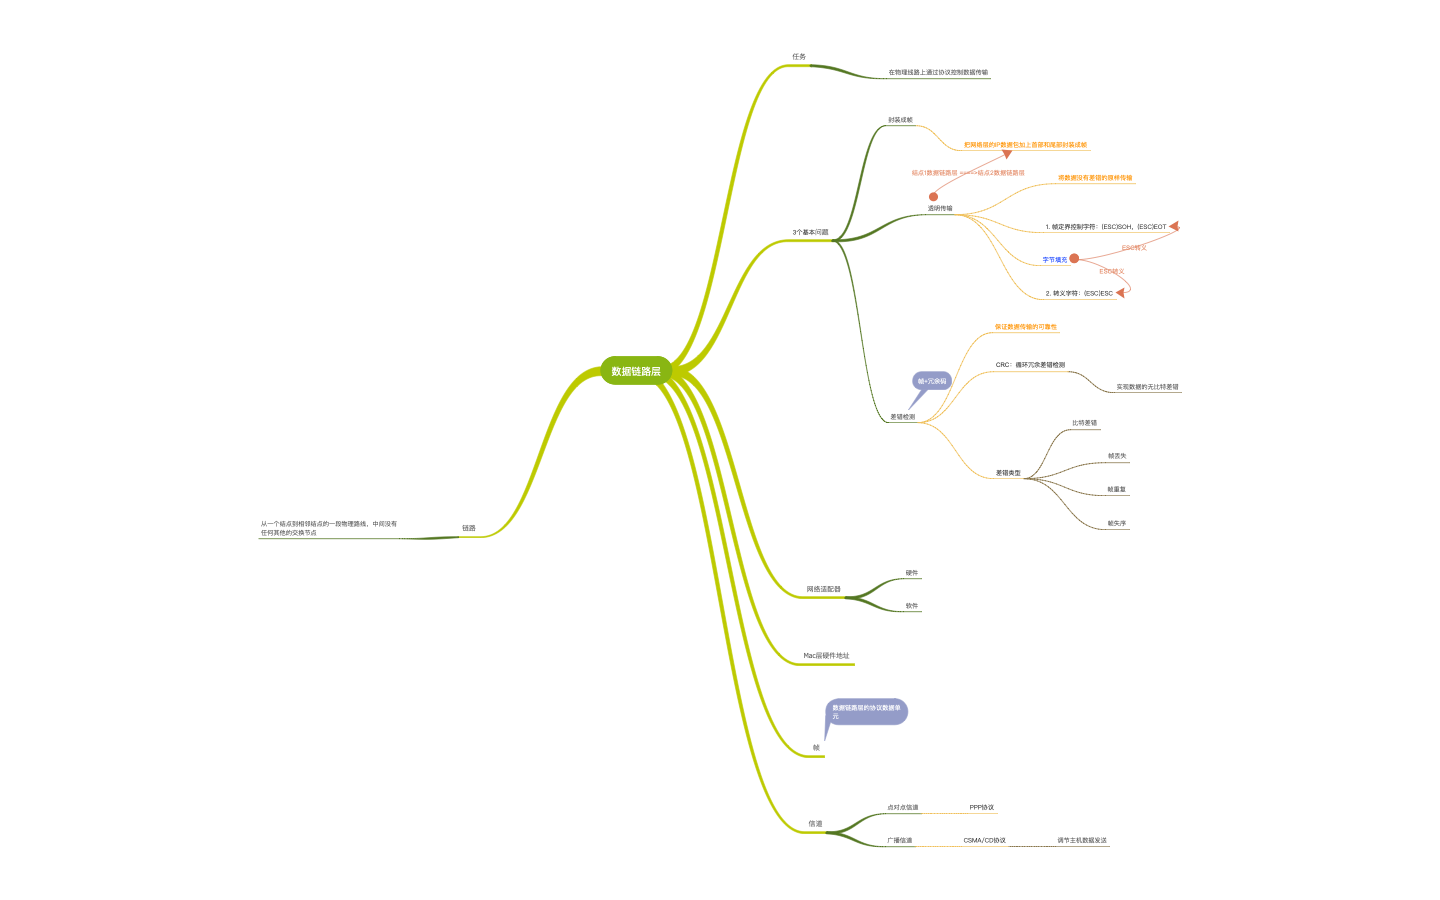 任务
在物理线路上通过协议控制数据传输
封装成帧
把网络层的IP数据包加上首部和尾部封装成帧
结点1数据链路层 ====>结点2数据链路层
将数据没有差错的原样传输
透明传输
1. 帧定界控制字符：(ESC)SOH，(ESC)EOT
3个基本问题
ESC转义
字节填充
ESC转义
2. 转义字符：(ESC)ESC
保证数据传输的可靠性
CRC：循环冗余差错检测
数据链路层
帧+冗余码
实现数据的无比特差错
差错检测
比特差错
帧丢失
差错类型
帧重复
从一个结点到相邻结点的一段物理路线，中间没有
任何其他的交换节点
链路
帧失序
硬件
网络适配器
软件
Mac层硬件地址
数据链路层的协议数据单
元
帧
点对点信道
PPP协议
信道
广播信道
CSMA/CD协议
调节主机数据发送